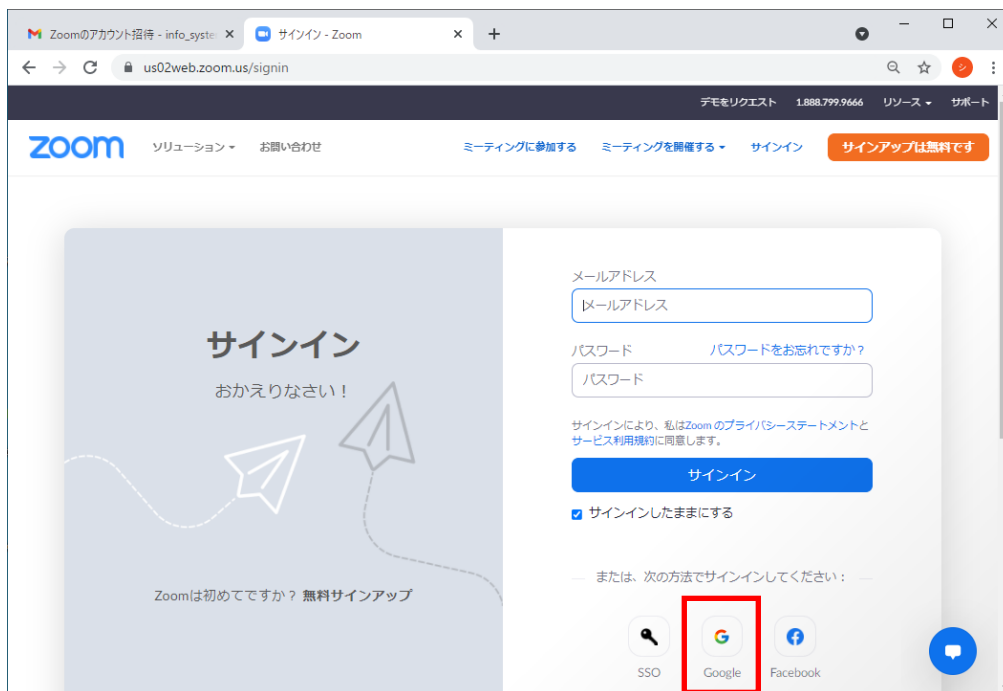 Zoomのアカウント招待 - info_syste
サインイン - Zoom
us02web.zoom.us/signin
デモをリクエスト 1.888.799.9666 リソース サポート
zoom ソリューション お問い合わせ ミーティングに参加する ミーティングを開催する サインイン サインアップは無料です
サインイン
おかえりなさい！
Zoomは初めてですか？無料サインアップ
メールアドレス
メールアドレス
パスワード パスワードをお忘れですか？
パスワード
サインインにより、私はZoom のプライバシーステートメントと
サービス利用規約に同意します。
サインイン
サインインしたままにする
または、次の方法でサインインしてください：
SSO Google Facebook